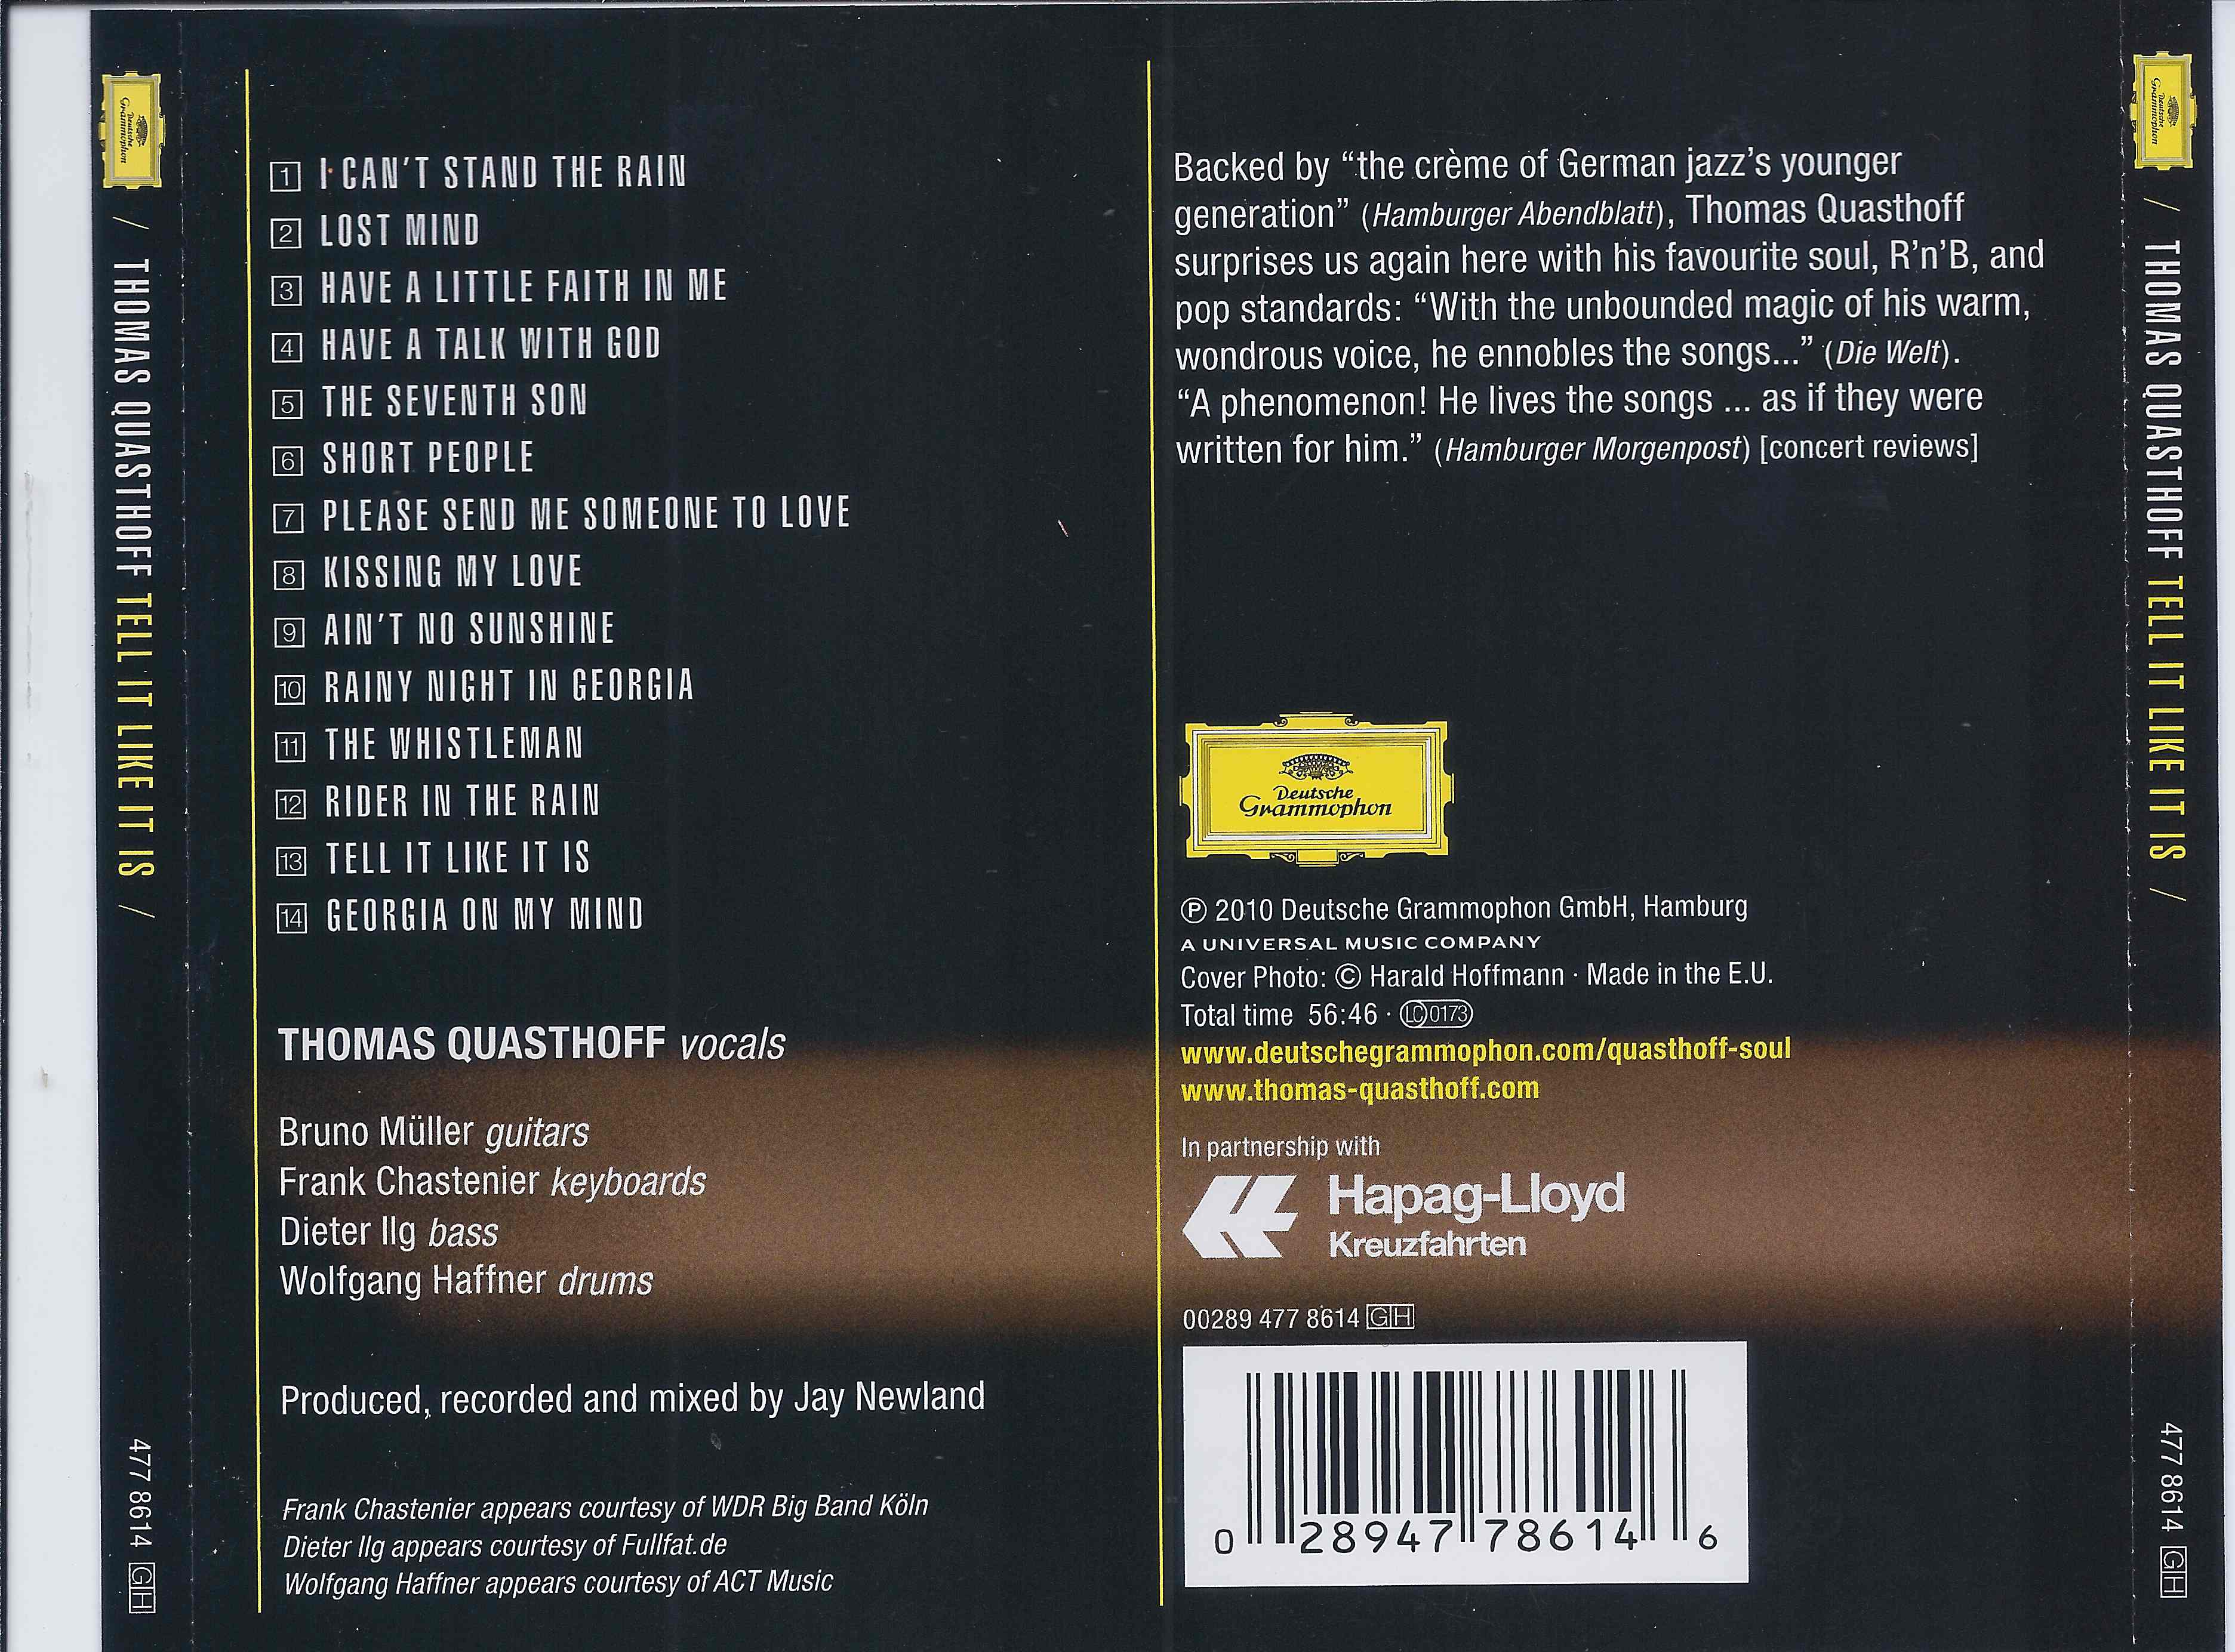 Deutsche
Grammophon
/ THOMAS QUASTHOFF TELL IT LIKE IT IS /
477 8614 GH
1 I CAN'T STAND THE RAIN
2 LOST MIND
3 HAVE A LITTLE FAITH IN ME
4 HAVE A TALK WITH GOD
5 THE SEVENTH SON
6 SHORT PEOPLE
7 PLEASE SEND ME SOMEONE TO LOVE
8 KISSING MY LOVE
9 AIN'T NO SUNSHINE
10 RAINY NIGHT IN GEORGIA
11 THE WHISTLEMAN
12 RIDER IN THE RAIN
13 TELL IT LIKE IT IS
14 GEORGIA ON MY MIND
THOMAS QUASTHOFF vocals
Bruno Müller guitars
Frank Chastenier keyboards
Dieter Ilg bass
Wolfgang Haffner drums
Produced, recorded and mixed by Jay Newland
Frank Chastenier appears courtesy of WDR Big Band Köln
Dieter Ilg appears courtesy of Fullfat.de
Wolfgang Haffner appears courtesy of ACT Music
Backed by “the crème of German jazz’s younger
generation” (Hamburger Abendblatt), Thomas Quasthoff
surprises us again here with his favourite soul, R’n’B, and
pop standards: “With the unbounded magic of his warm,
wondrous voice, he ennobles the songs...” (Die Welt).
“A phenomenon! He lives the songs ... as if they were
written for him.” (Hamburger Morgenpost) [concert reviews]
Deutsche
Grammophon
℗ 2010 Deutsche Grammophon GmbH, Hamburg
A UNIVERSAL MUSIC COMPANY
Cover Photo: © Harald Hoffmann · Made in the E.U.
Total time 56:46 · LC 0173
www.deutschegrammophon.com/quasthoff-soul
www.thomas-quasthoff.com
In partnership with
Hapag-Lloyd
Kreuzfahrten
00289 477 8614 GH
0 28947 78614 6
Deutsche
Grammophon
/ THOMAS QUASTHOFF TELL IT LIKE IT IS /
477 8614 GH